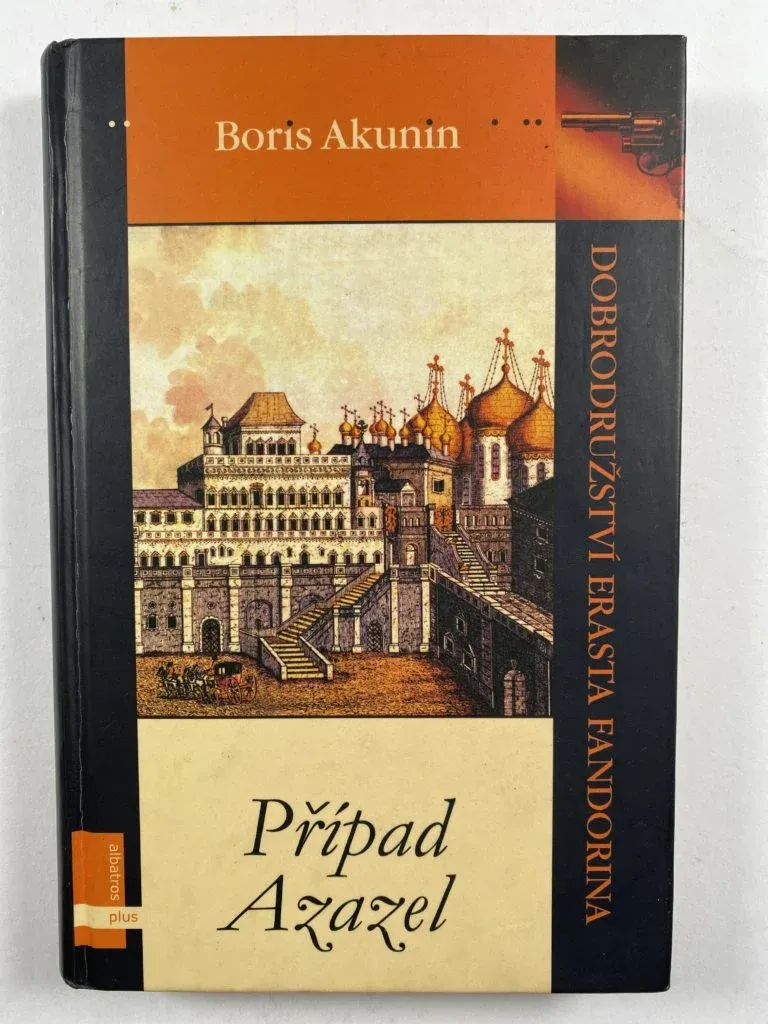 Boris Akunin
DOBRODRUŽSTVÍ ERASTA FANDORINA
Případ
Azazel
albatros
plus